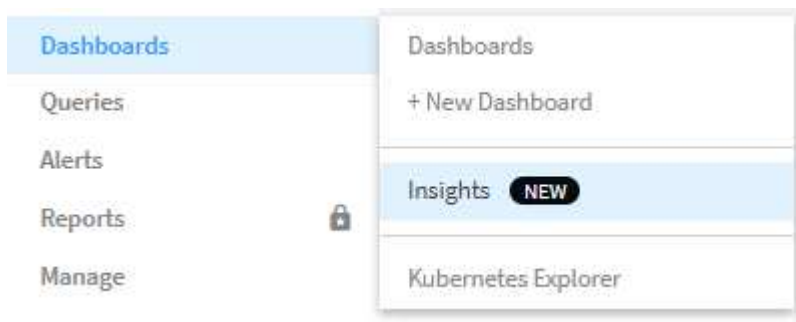 Dashboards
Queries
Alerts
Reports
Manage
Dashboards
+ New Dashboard
Insights NEW
Kubernetes Explorer